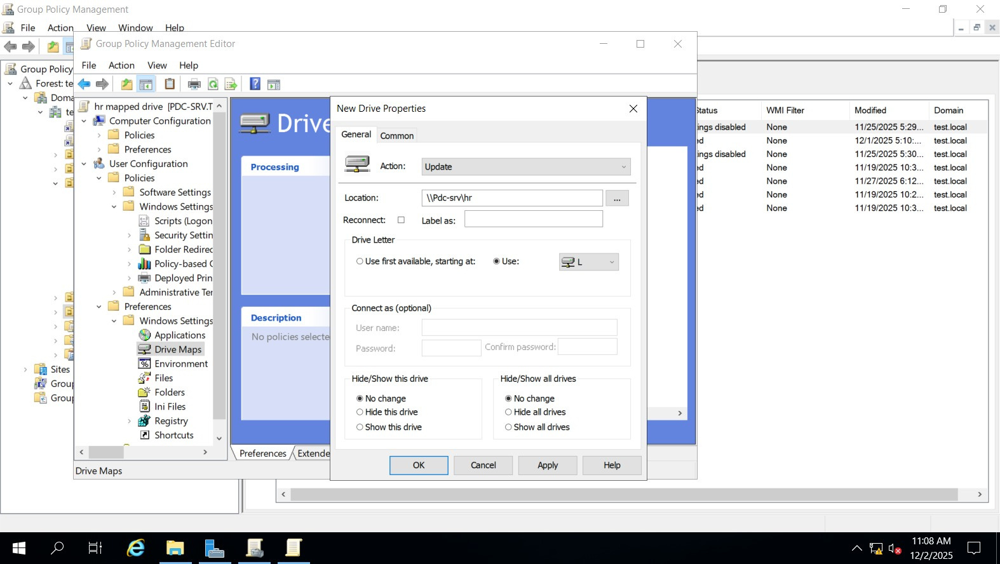 Group Policy Management
File Action View Window Help
Group Policy Management Editor
File Action View Help
Group Policy
Forest: te
Doma
te
Sites
Grou
Grou
hr mapped drive [PDC-SRV.T
Computer Configuration
Policies
Preferences
User Configuration
Policies
Software Settings
Windows Settings
Scripts (Logon
Security Settin
Folder Redirec
Policy-based
Deployed Prin
Administrative Te
Preferences
Windows Settings
Applications
Drive Maps
Environment
Files
Folders
Ini Files
Registry
Shortcuts
Drive
Processing
Description
No policies selecte
Preferences Extende
Drive Maps
New Drive Properties
General Common
Action: Update
Location: \\Pdc-srv\hr ...
Reconnect: Label as:
Drive Letter
Use first available, starting at: Use: L
Connect as (optional)
User name:
Password: Confirm password:
Hide/Show this drive Hide/Show all drives
No change No change
Hide this drive Hide all drives
Show this drive Show all drives
OK Cancel Apply Help
Status WMI Filter Modified Domain
ings disabled None 11/25/2025 5:29... test.local
ed None 12/1/2025 5:10:... test.local
ings disabled None 11/25/2025 5:30... test.local
ed None 11/19/2025 10:3... test.local
ed None 11/27/2025 6:12... test.local
ed None 11/19/2025 10:2... test.local
ed None 11/19/2025 10:3... test.local
11:08 AM
12/2/2025